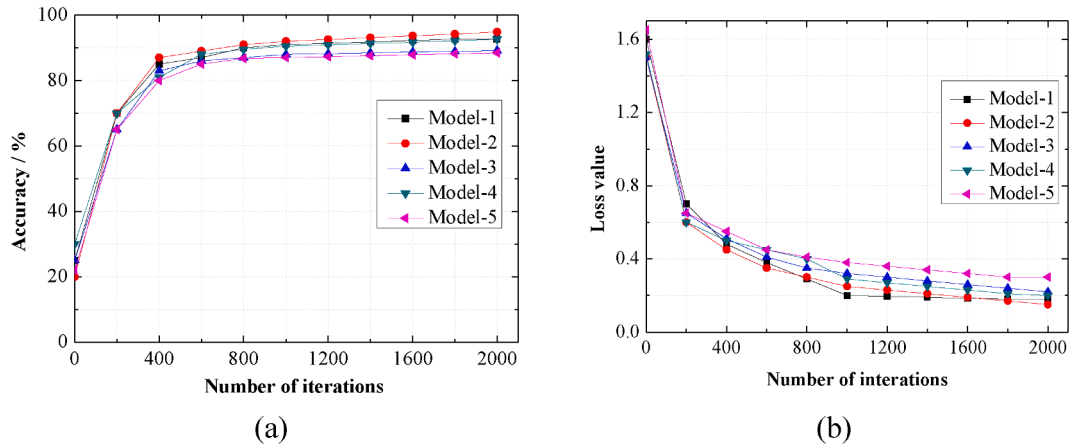 100
80
60
40
20
0
Accuracy / %
Model-1
Model-2
Model-3
Model-4
Model-5
0 400 800 1200 1600 2000
Number of iterations
(a)
1.6
1.2
0.8
0.4
0.0
Loss value
Model-1
Model-2
Model-3
Model-4
Model-5
0 400 800 1200 1600 2000
Number of interations
(b)